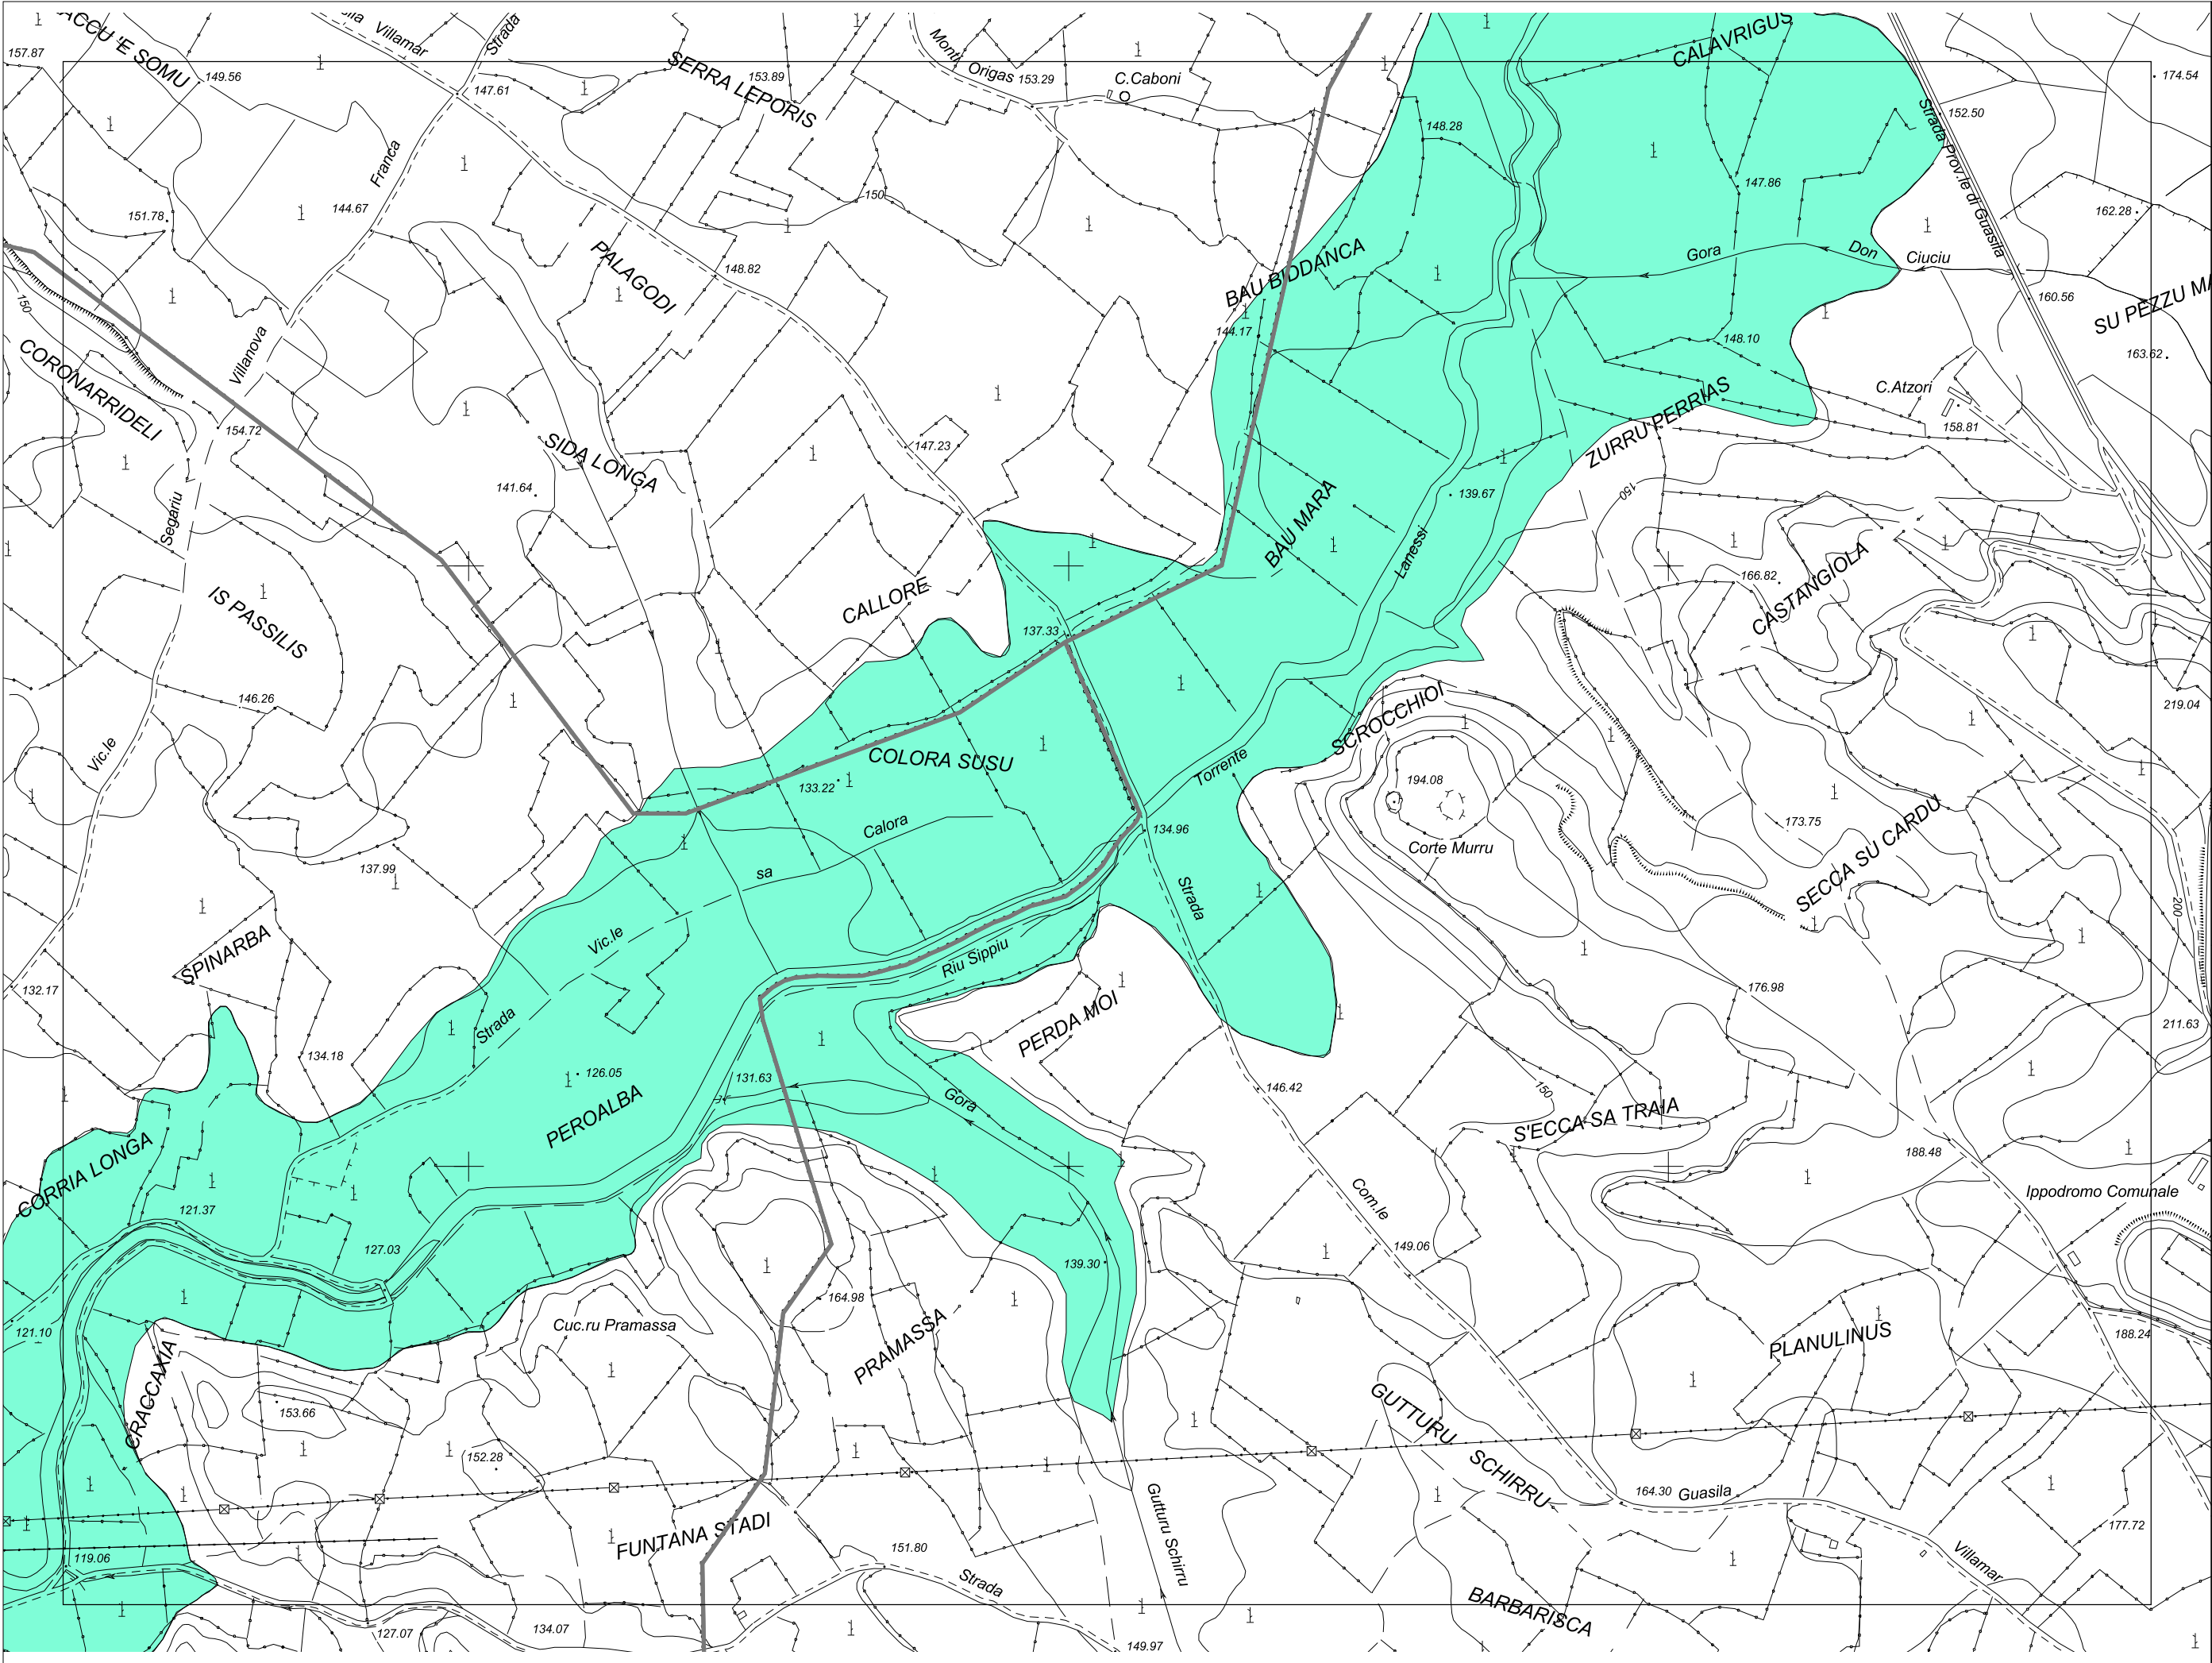 ACCU 'E SOMU
157.87
149.56
Villamar
Strada
147.61
SERRA LEPORIS
153.89
Monti Origas
153.29
C.Caboni
CALAVRIGUS
174.54
152.50
Strada Prov.le di Guasila
148.28
147.86
162.28
Franca
144.67
151.78
150
PALAGODI
148.82
BAU BIDDANCA
144.17
Gora
Don
Ciuciu
160.56
SU PEZZU MA
163.62
148.10
150
CORONARRIDELI
Villanova
154.72
Segariu
SIDA LONGA
141.64
147.23
BAU MARA
139.67
Lanessi
ZURRU PERRIAS
C.Atzori
158.81
150
166.82
CASTANGIOLA
IS PASSILIS
146.26
CALLORE
137.33
219.04
Vic.le
COLORA SUSU
133.22
Calora
sa
Torrente
SCROCCHIOI
194.08
Corte Murru
173.75
SECCA SU CARDU
134.96
137.99
200
SPINARBA
132.17
Vic.le
Riu Sippiu
Strada
PERDA MOI
176.98
211.63
Strada
134.18
126.05
131.63
Gora
146.42
150
S'ECCA SA TRAIA
PEROALBA
188.48
CORRIA LONGA
121.37
127.03
Com.le
149.06
Ippodromo Comunale
139.30
121.10
164.98
Cuc.ru Pramassa
PRAMASSA
188.24
PLANULINUS
CRACCAXIA
153.66
152.28
GUTTURU SCHIRRU
164.30
Guasila
FUNTANA STADI
Gutturu Schirru
177.72
119.06
151.80
Strada
Villamar
BARBARISCA
127.07
134.07
149.97